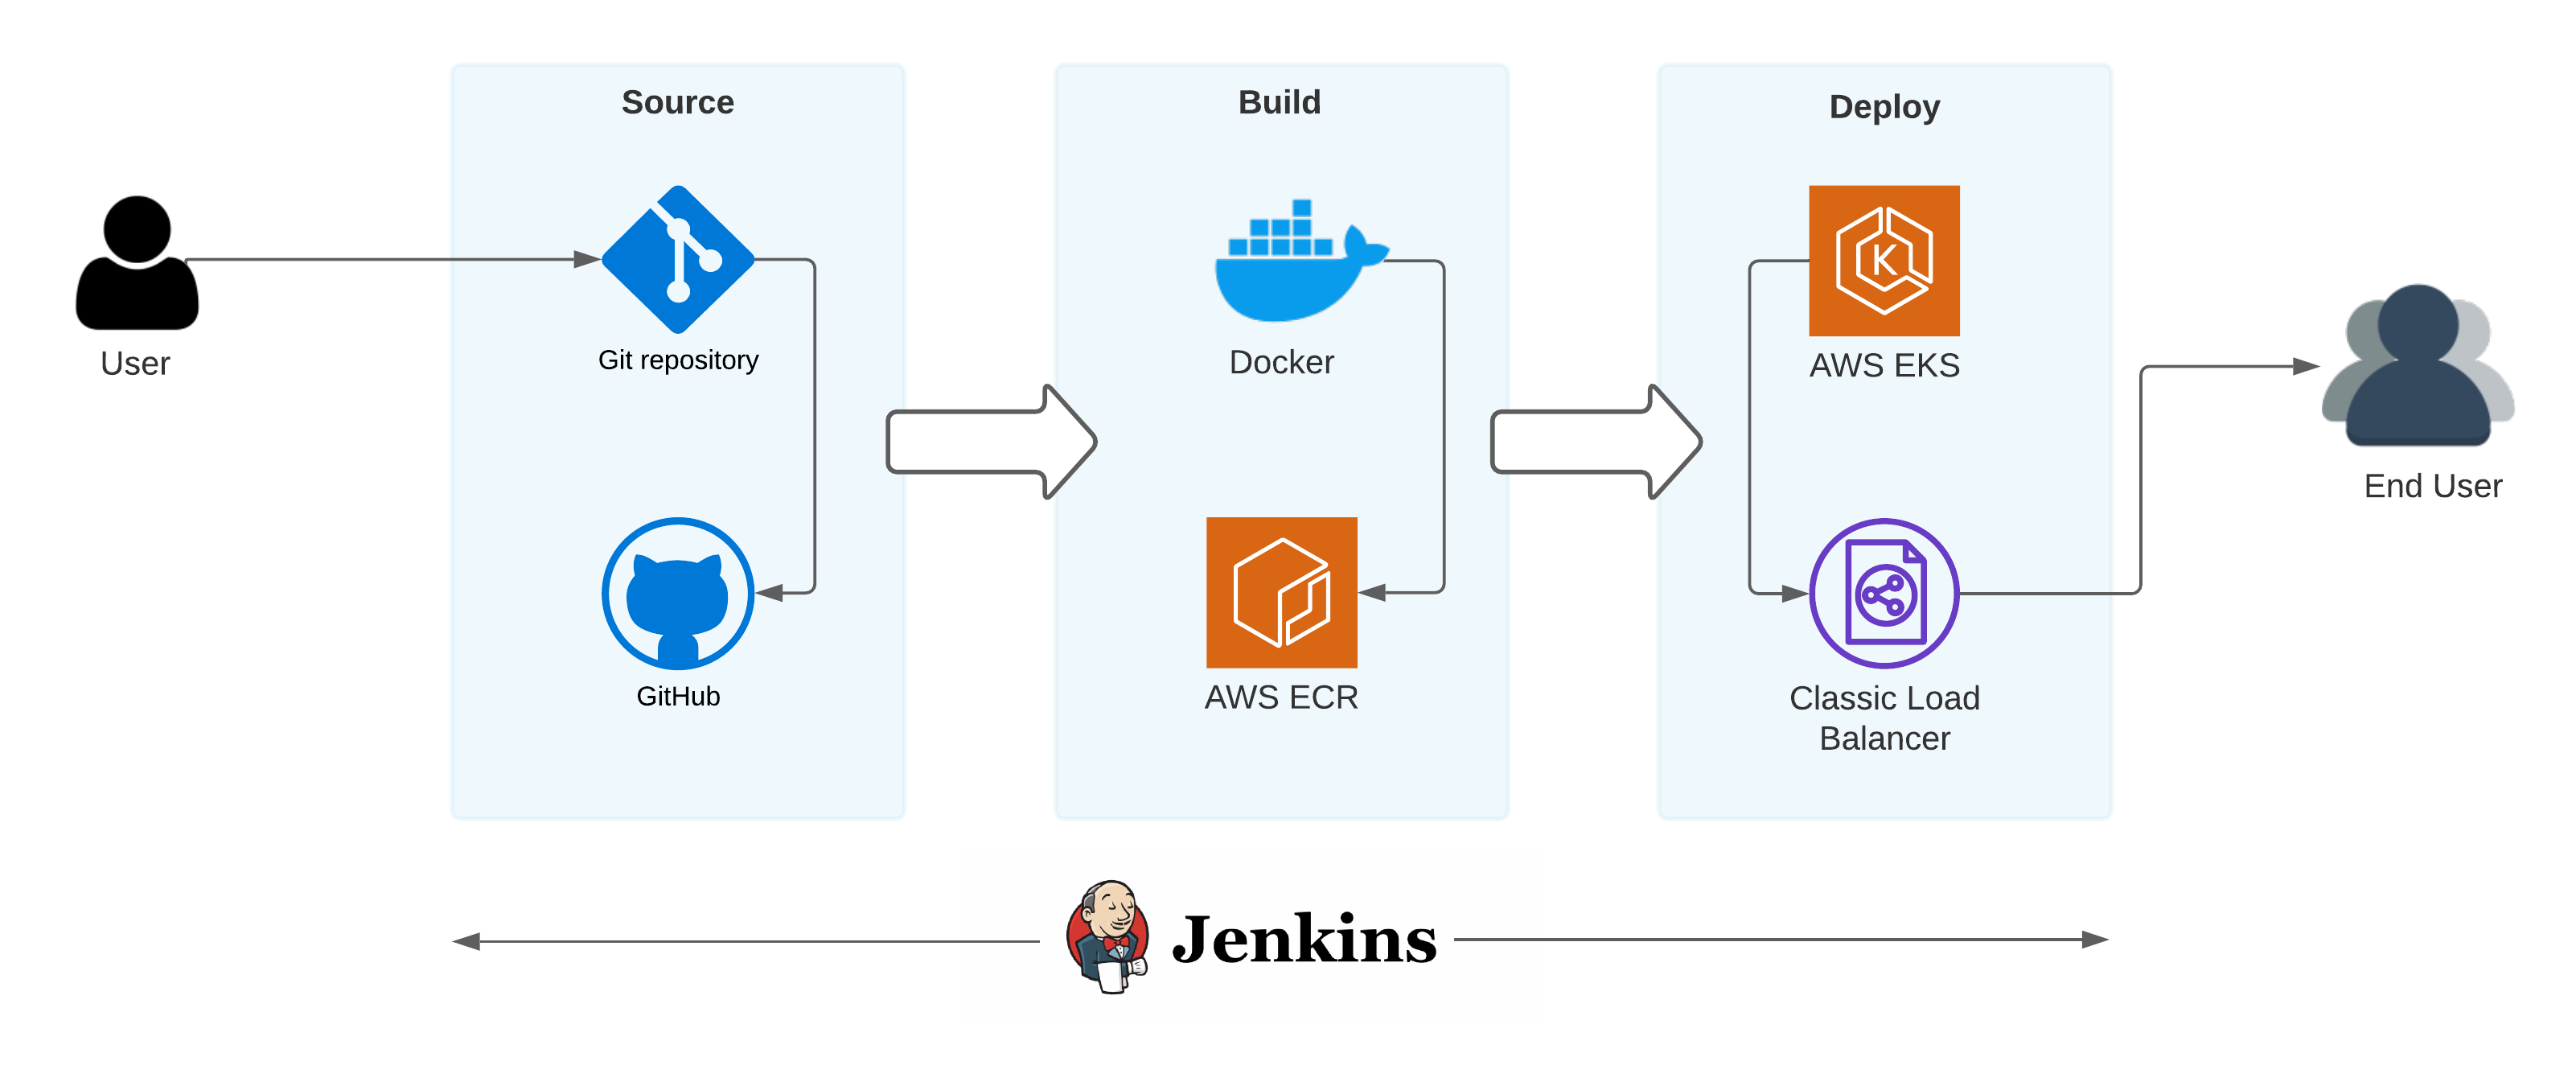 Source
Build
Deploy
User
Git repository
Docker
AWS EKS
K
End User
GitHub
AWS ECR
Classic Load
Balancer
Jenkins